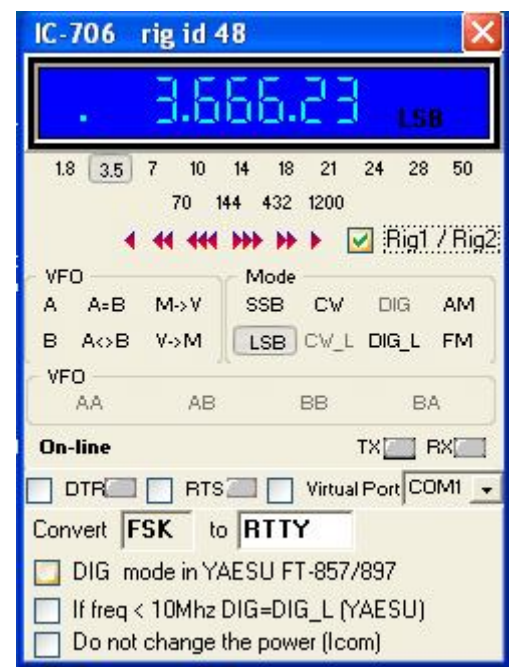 IC-706 rig id 48
. 3.666.23 LSB
1.8 3.5 7 10 14 18 21 24 28 50
70 144 432 1200
Rig1 / Rig2
VFO Mode
A A=B M->V SSB CW DIG AM
B A<>B V->M LSB CW_L DIG_L FM
VFO
AA AB BB BA
On-line TX RX
DTR RTS Virtual Port COM1
Convert FSK to RTTY
DIG mode in YAESU FT-857/897
If freq < 10Mhz DIG=DIG_L (YAESU)
Do not change the power (Icom)